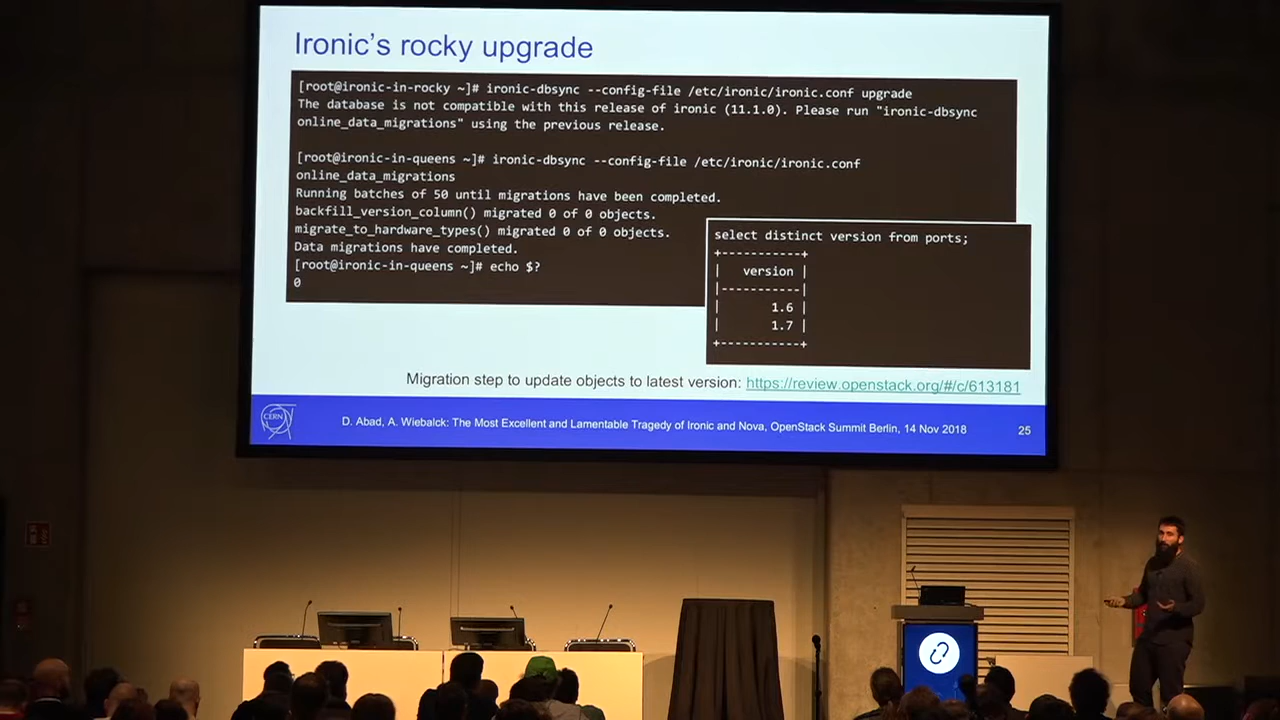 Ironic's rocky upgrade
[root@ironic-in-rocky ~]# ironic-dbsync --config-file /etc/ironic/ironic.conf upgrade
The database is not compatible with this release of ironic (11.1.0). Please run "ironic-dbsync
online_data_migrations" using the previous release.
[root@ironic-in-queens ~]# ironic-dbsync --config-file /etc/ironic/ironic.conf
online_data_migrations
Running batches of 50 until migrations have been completed.
backfill_version_column() migrated 0 of 0 objects.
migrate_to_hardware_types() migrated 0 of 0 objects.
Data migrations have completed.
[root@ironic-in-queens ~]# echo $?
0
select distinct version from ports;
+-----------+
|   version |
|-----------|
|       1.6 |
|       1.7 |
+-----------+
Migration step to update objects to latest version: https://review.openstack.org/#/c/613181
CERN
D. Abad, A. Wiebalck: The Most Excellent and Lamentable Tragedy of Ironic and Nova, OpenStack Summit Berlin, 14 Nov 2018
25